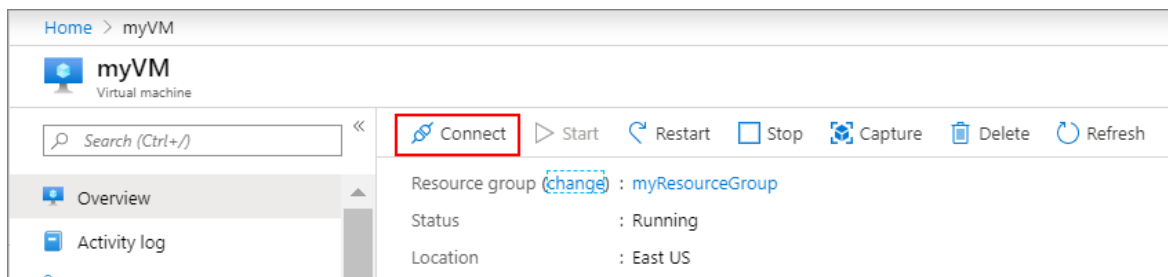 Home > myVM
myVM
Virtual machine
Search (Ctrl+/)
«
Connect Start Restart Stop Capture Delete Refresh
Overview
Activity log
Resource group (change) : myResourceGroup
Status : Running
Location : East US